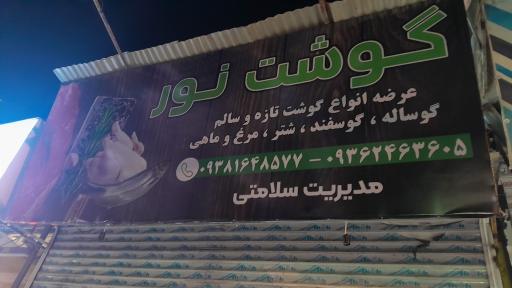 گوشت نور
عرضه انواع گوشت تازه و سالم
گوساله ، گوسفند ، شتر ، مرغ و ماهی
۰۹۳۸۱۶۴۸۵۷۷ - ۰۹۳۶۲۴۶۳۶۰۵
مدیریت سلامتی